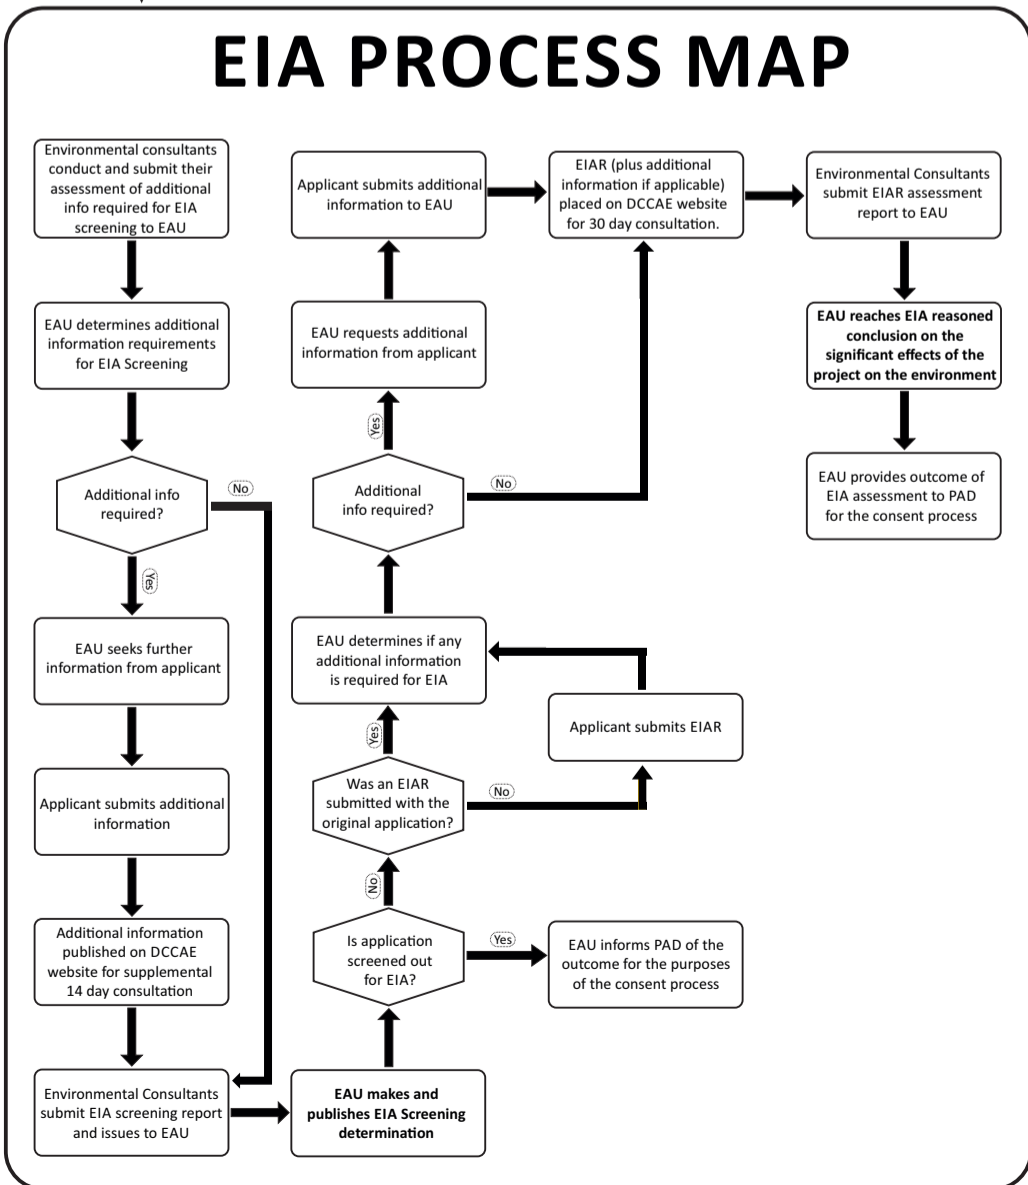 EIA PROCESS MAP
Environmental consultants
conduct and submit their
assessment of additional
info required for EIA
screening to EAU
EAU determines additional
information requirements
for EIA Screening
Additional info
required?
No
Yes
EAU seeks further
information from applicant
Applicant submits additional
information
Additional information
published on DCCAE
website for supplemental
14 day consultation
Environmental Consultants
submit EIA screening report
and issues to EAU
EAU makes and
publishes EIA Screening
determination
Is application
screened out
for EIA?
Yes
EAU informs PAD of the
outcome for the purposes
of the consent process
No
Was an EIAR
submitted with the
original application?
No
Applicant submits EIAR
Yes
EAU determines if any
additional information
is required for EIA
Additional
info required?
No
Yes
EAU requests additional
information from applicant
Applicant submits additional
information to EAU
EIAR (plus additional
information if applicable)
placed on DCCAE website
for 30 day consultation.
Environmental Consultants
submit EIAR assessment
report to EAU
EAU reaches EIA reasoned
conclusion on the
significant effects of the
project on the environment
EAU provides outcome of
EIA assessment to PAD
for the consent process